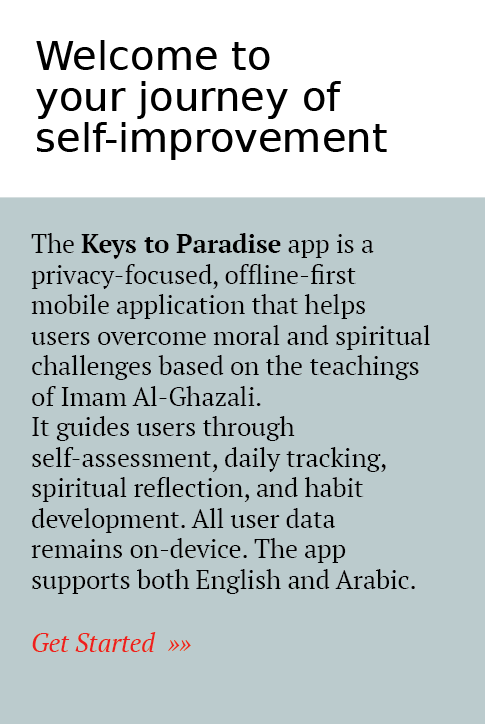 Welcome to
your journey of
self-improvement
The Keys to Paradise app is a
privacy-focused, offline-first
mobile application that helps
users overcome moral and spiritual
challenges based on the teachings
of Imam Al-Ghazali.
It guides users through
self-assessment, daily tracking,
spiritual reflection, and habit
development. All user data
remains on-device. The app
supports both English and Arabic.
Get Started »»